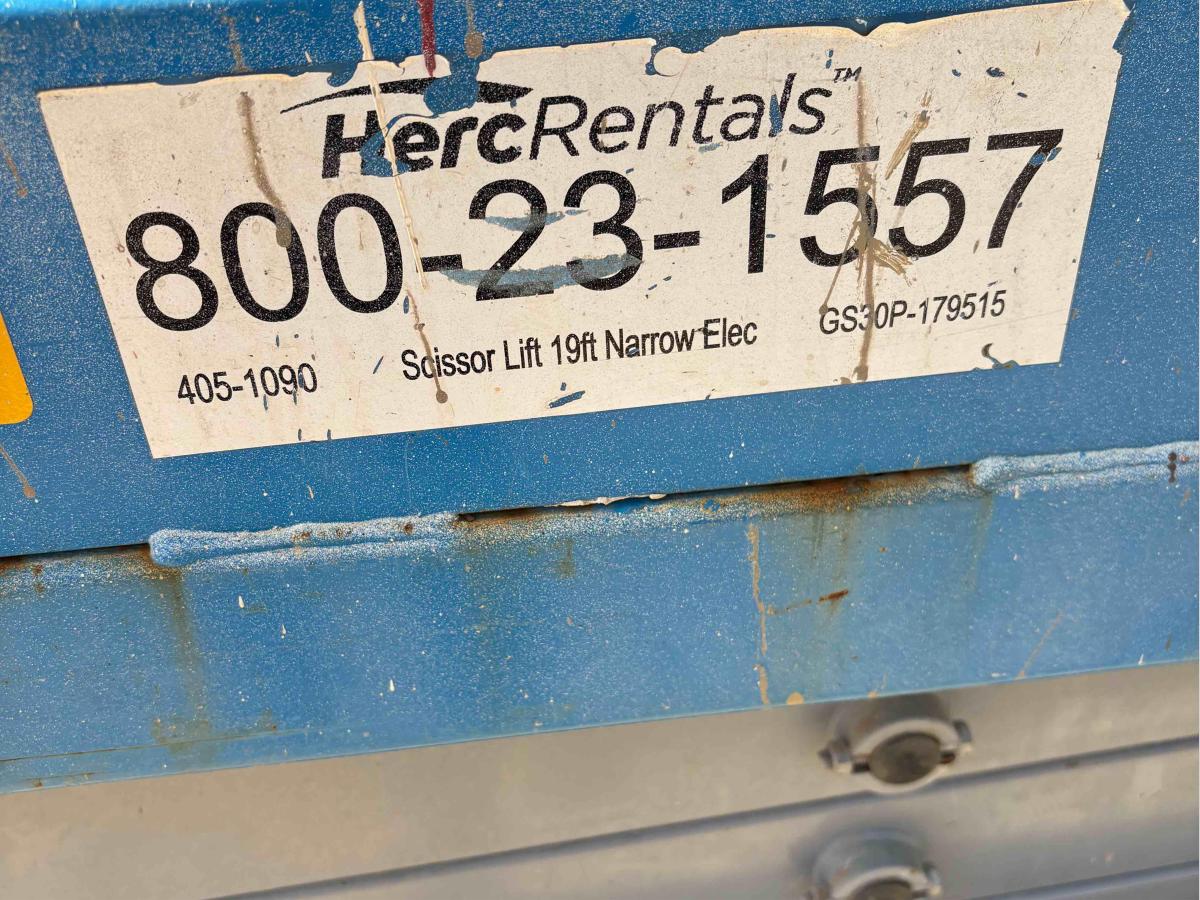 HercRentals™
800-23-1557
405-1090 Scissor Lift 19ft Narrow Elec GS30P-179515